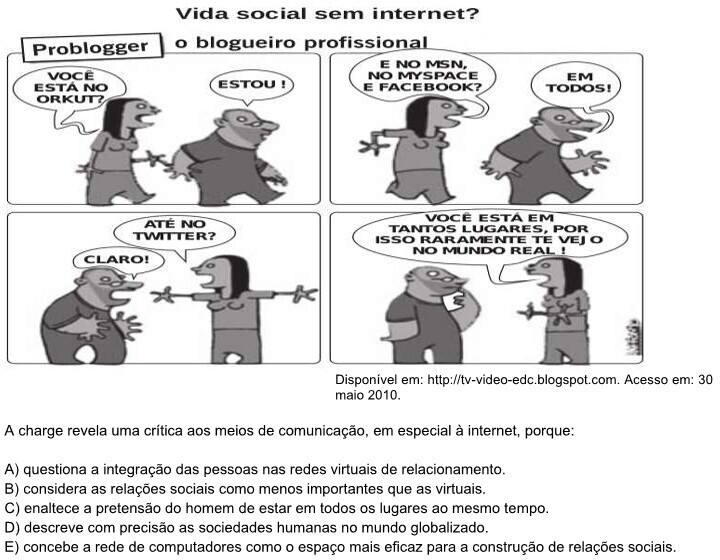 Vida social sem internet?
Problogger o blogueiro profissional
VOCÊ
ESTÁ NO
ORKUT?
ESTOU !
E NO MSN,
NO MYSPACE
E FACEBOOK?
EM
TODOS!
ATÉ NO
TWITTER?
CLARO!
VOCÊ ESTÁ EM
TANTOS LUGARES, POR
ISSO RARAMENTE TE VEJO
NO MUNDO REAL !
Disponível em: http://tv-video-edc.blogspot.com. Acesso em: 30
maio 2010.
A charge revela uma crítica aos meios de comunicação, em especial à internet, porque:
A) questiona a integração das pessoas nas redes virtuais de relacionamento.
B) considera as relações sociais como menos importantes que as virtuais.
C) enaltece a pretensão do homem de estar em todos os lugares ao mesmo tempo.
D) descreve com precisão as sociedades humanas no mundo globalizado.
E) concebe a rede de computadores como o espaço mais eficaz para a construção de relações sociais.